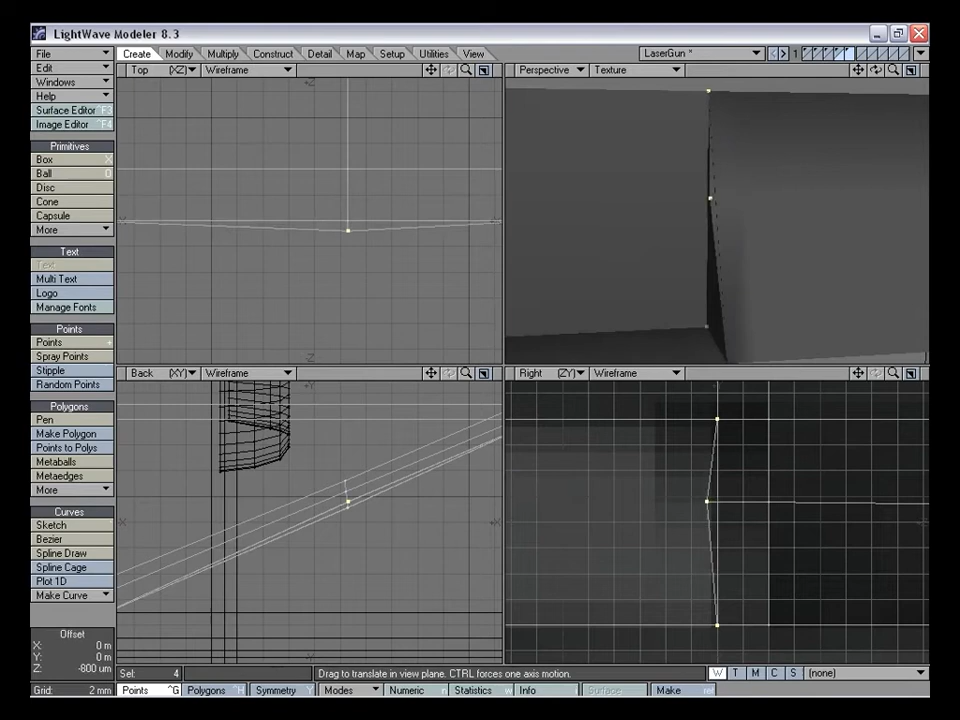 LightWave Modeler 8.3
File Create Modify Multiply Construct Detail Map Setup Utilities View LaserGun * 1
Edit Top (XZ) Wireframe Perspective Texture
Windows
Help
Surface Editor F3
Image Editor ^F4
Primitives
Box X
Ball O
Disc
Cone
Capsule
More
Text
Text
Multi Text
Logo
Manage Fonts
Points
Points +
Spray Points
Stipple
Back (XY) Wireframe Right (ZY) Wireframe
Random Points
Polygons
Pen
Make Polygon
Points to Polys
Metaballs
Metaedges
More
Curves
Sketch
Bezier
Spline Draw
Spline Cage
Plot 1D
Make Curve
Offset
X: 0 m
Y: 0 m
Z: -600 um
Sel: 4 Drag to translate in view plane. CTRL forces one axis motion. W T M C S (none)
Grid: 2 mm Points ^G Polygons ^H Symmetry Modes Numeric n Statistics w Info i Surface Make ret